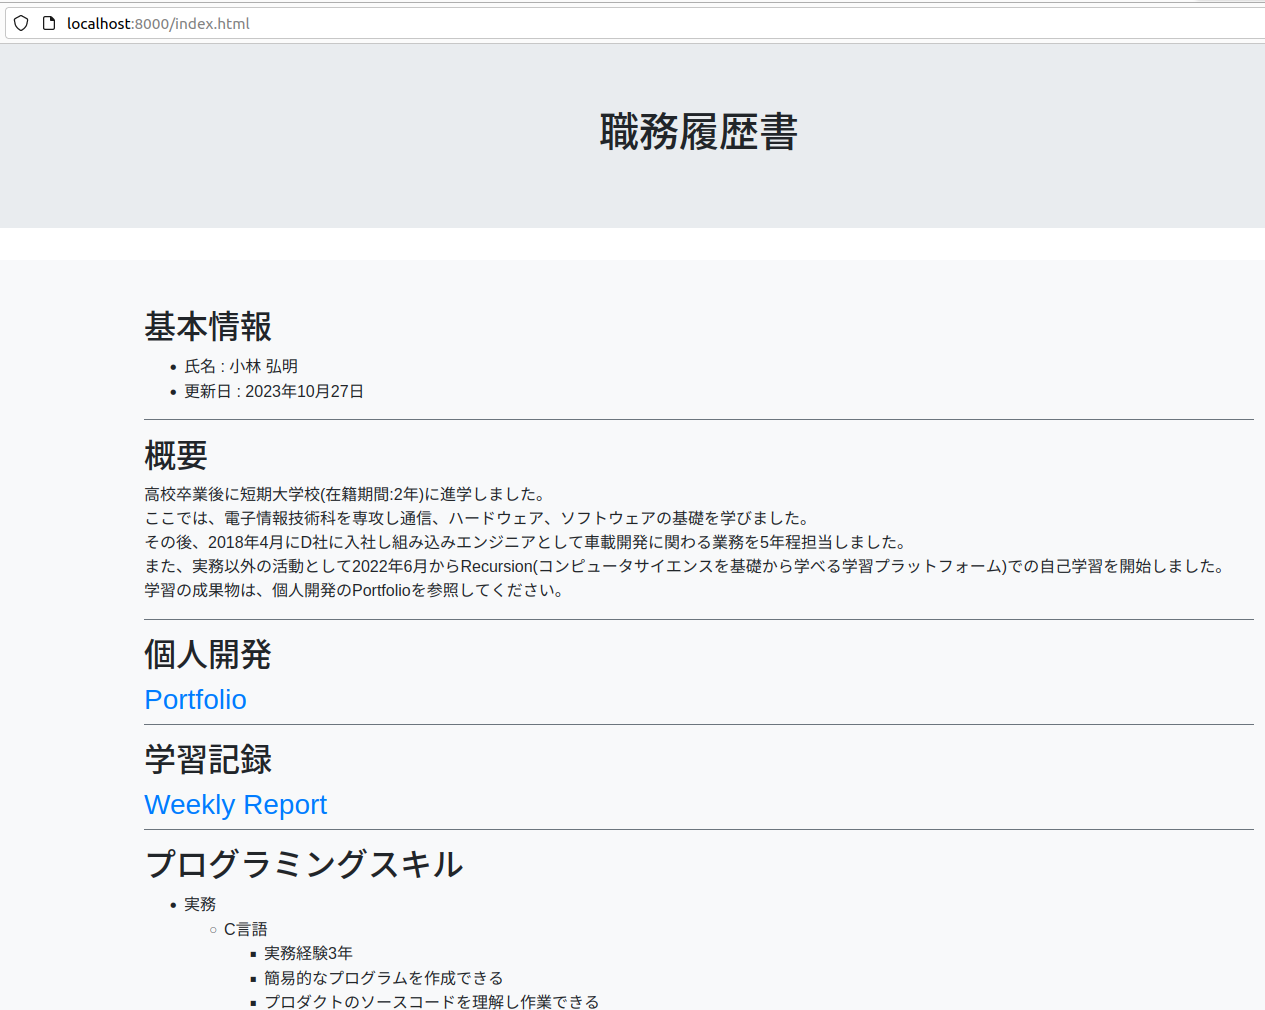 localhost:8000/index.html
職務履歴書
基本情報
• 氏名 : 小林 弘明
• 更新日 : 2023年10月27日
概要
高校卒業後に短期大学校(在籍期間:2年)に進学しました。
ここでは、電子情報技術科を専攻し通信、ハードウェア、ソフトウェアの基礎を学びました。
その後、2018年4月にD社に入社し組み込みエンジニアとして車載開発に関わる業務を5年程担当しました。
また、実務以外の活動として2022年6月からRecursion(コンピュータサイエンスを基礎から学べる学習プラットフォーム)での自己学習を開始しました。
学習の成果物は、個人開発のPortfolioを参照してください。
個人開発
Portfolio
学習記録
Weekly Report
プログラミングスキル
• 実務
○ C言語
▪ 実務経験3年
▪ 簡易的なプログラムを作成できる
▪ プロダクトのソースコードを理解し作業できる